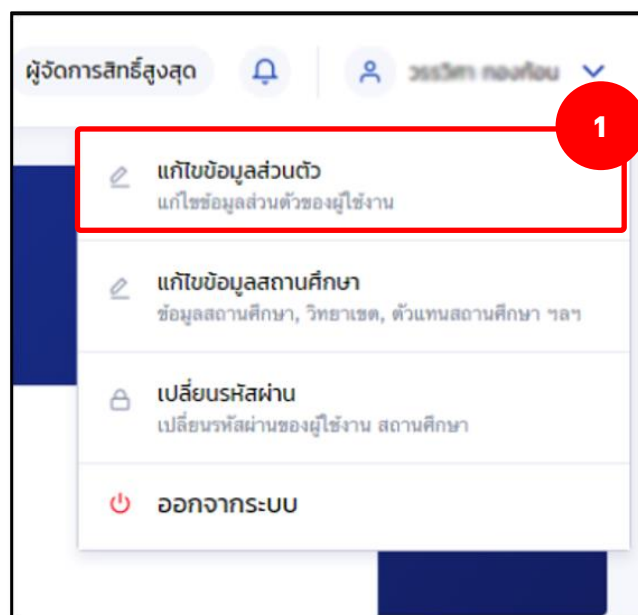 ผู้จัดการสิทธิ์สูงสุด
1
แก้ไขข้อมูลส่วนตัว
แก้ไขข้อมูลส่วนตัวของผู้ใช้งาน
แก้ไขข้อมูลสถานศึกษา
ข้อมูลสถานศึกษา, วิทยาเขต, ตัวแทนสถานศึกษา ฯลฯ
เปลี่ยนรหัสผ่าน
เปลี่ยนรหัสผ่านของผู้ใช้งาน สถานศึกษา
ออกจากระบบ